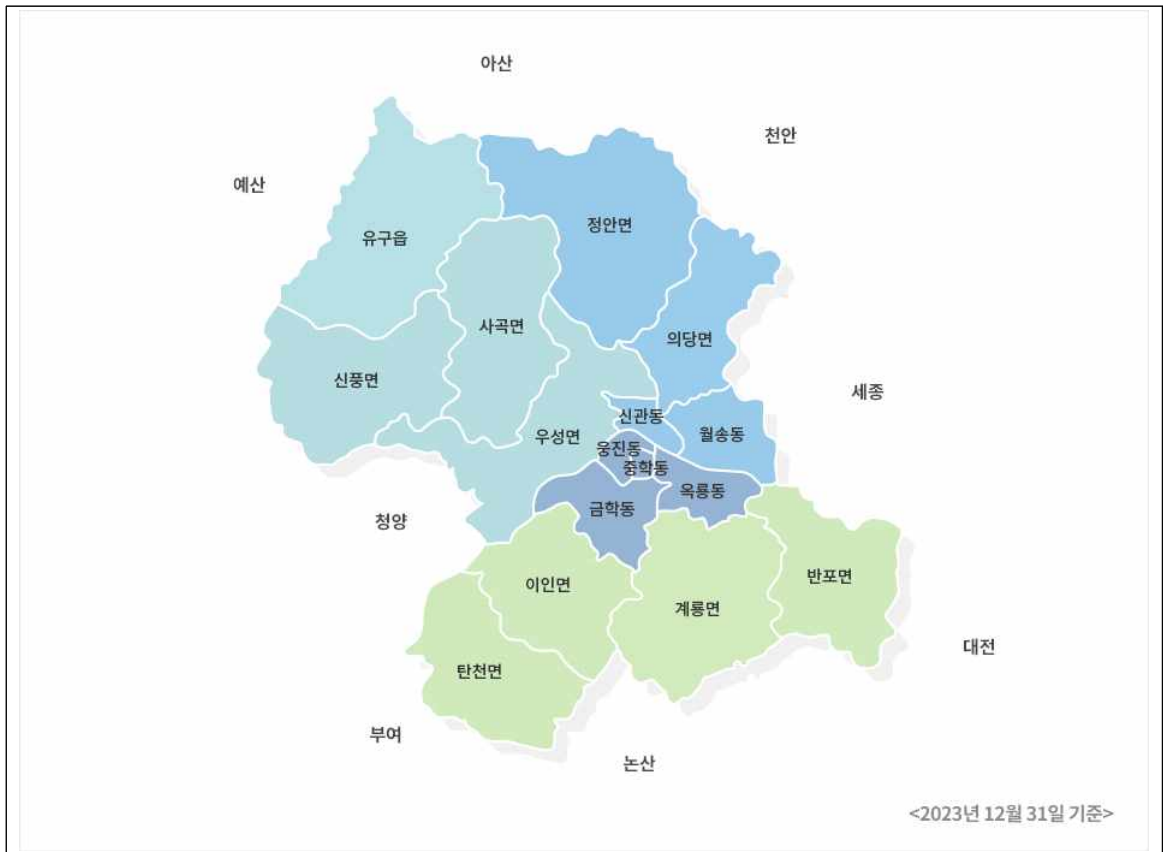 아산
천안
예산
정안면
유구읍
사곡면
의당면
신풍면
세종
신관동
월송동
우성면
웅진동
중학동
옥룡동
금학동
청양
반포면
이인면
계룡면
대전
탄천면
부여
논산
<2023년 12월 31일 기준>